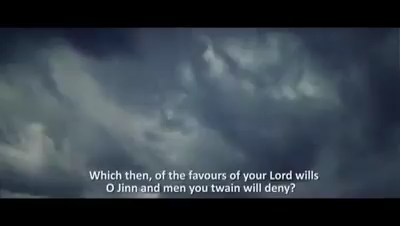 Which then, of the favours of your Lord wills
O Jinn and men you twain will deny?